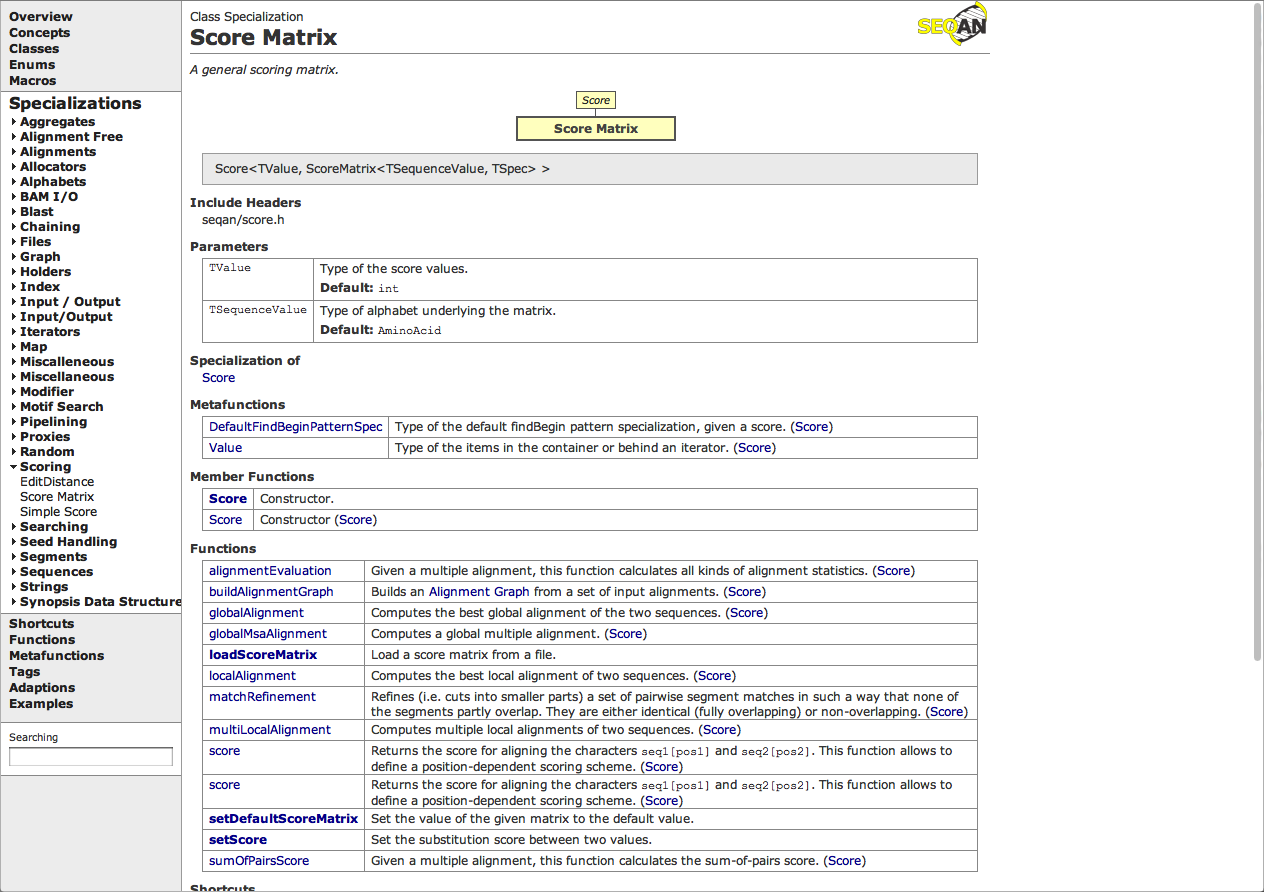 Overview
Concepts
Classes
Enums
Macros
Specializations
Aggregates
Alignment Free
Alignments
Allocators
Alphabets
BAM I/O
Blast
Chaining
Files
Graph
Holders
Index
Input / Output
Input/Output
Iterators
Map
Miscalleneous
Miscellaneous
Modifier
Motif Search
Pipelining
Proxies
Random
Scoring
EditDistance
Score Matrix
Simple Score
Searching
Seed Handling
Segments
Sequences
Strings
Synopsis Data Structure
Shortcuts
Functions
Metafunctions
Tags
Adaptions
Examples
Searching
Class Specialization
Score Matrix
SEQAN
A general scoring matrix.
Score
Score Matrix
Score<TValue, ScoreMatrix<TSequenceValue, TSpec> >
Include Headers
seqan/score.h
Parameters
TValue Type of the score values.
Default: int
TSequenceValue Type of alphabet underlying the matrix.
Default: AminoAcid
Specialization of
Score
Metafunctions
DefaultFindBeginPatternSpec Type of the default findBegin pattern specialization, given a score. (Score)
Value Type of the items in the container or behind an iterator. (Score)
Member Functions
Score Constructor.
Score Constructor (Score)
Functions
alignmentEvaluation Given a multiple alignment, this function calculates all kinds of alignment statistics. (Score)
buildAlignmentGraph Builds an Alignment Graph from a set of input alignments. (Score)
globalAlignment Computes the best global alignment of the two sequences. (Score)
globalMsaAlignment Computes a global multiple alignment. (Score)
loadScoreMatrix Load a score matrix from a file.
localAlignment Computes the best local alignment of two sequences. (Score)
matchRefinement Refines (i.e. cuts into smaller parts) a set of pairwise segment matches in such a way that none of
the segments partly overlap. They are either identical (fully overlapping) or non-overlapping. (Score)
multiLocalAlignment Computes multiple local alignments of two sequences. (Score)
score Returns the score for aligning the characters seq1[pos1] and seq2[pos2]. This function allows to
define a position-dependent scoring scheme. (Score)
score Returns the score for aligning the characters seq1[pos1] and seq2[pos2]. This function allows to
define a position-dependent scoring scheme. (Score)
setDefaultScoreMatrix Set the value of the given matrix to the default value.
setScore Set the substitution score between two values.
sumOfPairsScore Given a multiple alignment, this function calculates the sum-of-pairs score. (Score)
Shortcuts